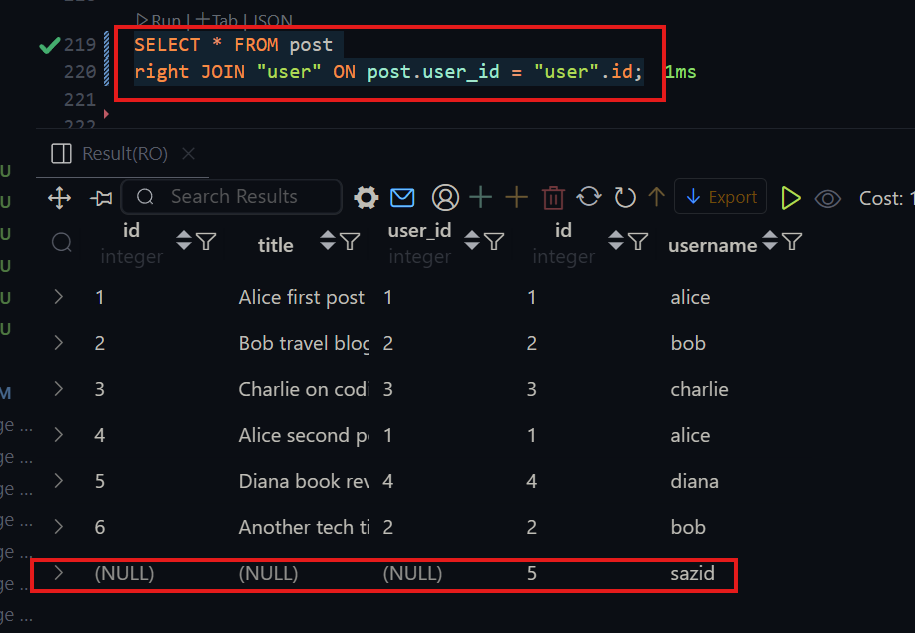 Run | +Tab | JSON
219 SELECT * FROM post
220 right JOIN "user" ON post.user_id = "user".id; 1ms
221
222
Result(RO)
Search Results
Export
Cost: 1
id title user_id id username
integer integer integer
1 Alice first post 1 1 alice
2 Bob travel blog 2 2 bob
3 Charlie on codi 3 3 charlie
4 Alice second p 1 1 alice
5 Diana book rev 4 4 diana
6 Another tech ti 2 2 bob
(NULL) (NULL) (NULL) 5 sazid
U
U
U
U
U
U
M
ge ...
ge ...
ge ...
ge ...
ge ...
ge ...
ge ...